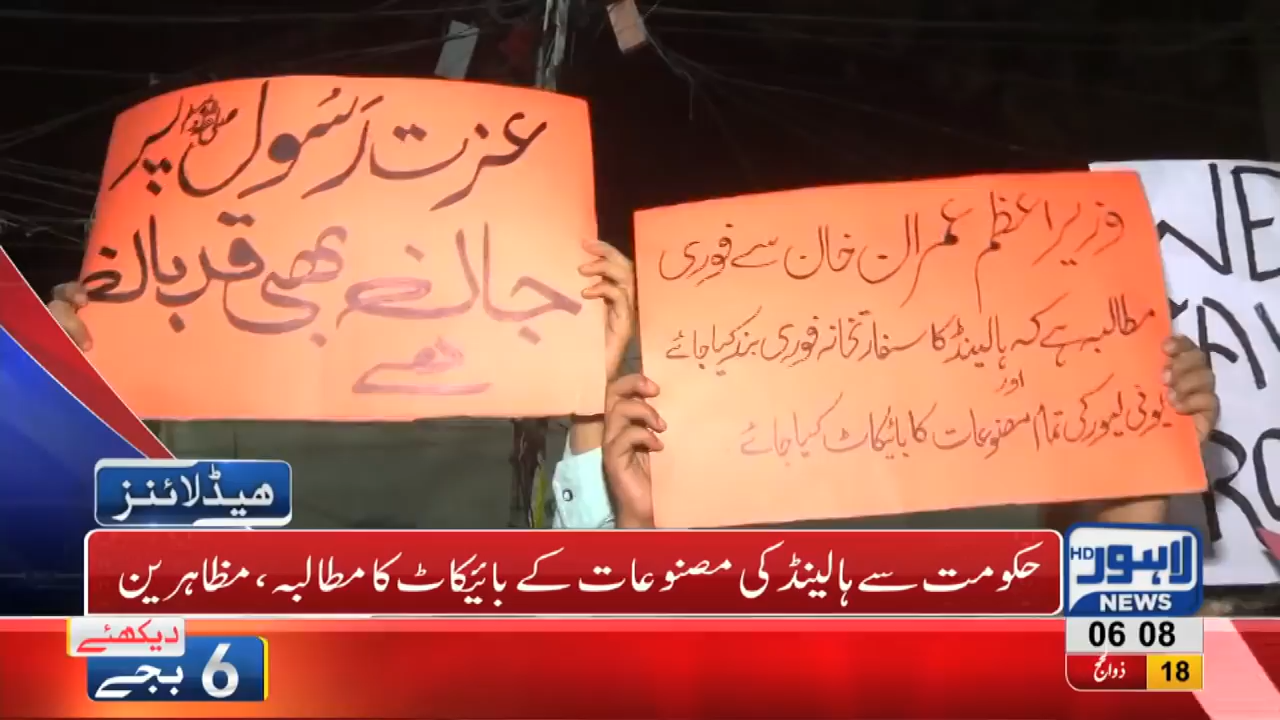 عزت رسول ﷺ پر
جان بھی قربان
ہے
وزیراعظم عمران خان سے فوری
مطالبہ ہے کہ ہالینڈ کا سفارتخانہ فوری بند کیا جائے
اور
یونی لیور کی تمام مصنوعات کا بائیکاٹ کیا جائے
ھیڈلائنز
حکومت سے ہالینڈ کی مصنوعات کے بائیکاٹ کا مطالبہ، مظاہرین
HD لاہور
NEWS
06 08
18 ذوالحج
دیکھئے
6 بجے